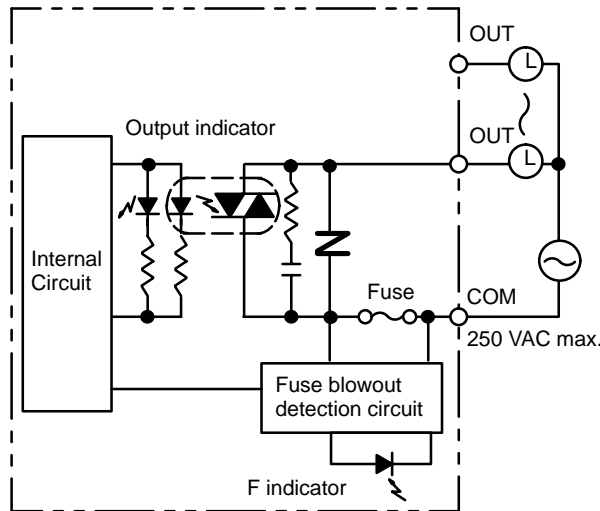 OUT
L
Output indicator
OUT
L
Internal
Circuit
Fuse
COM
250 VAC max.
Fuse blowout
detection circuit
F indicator